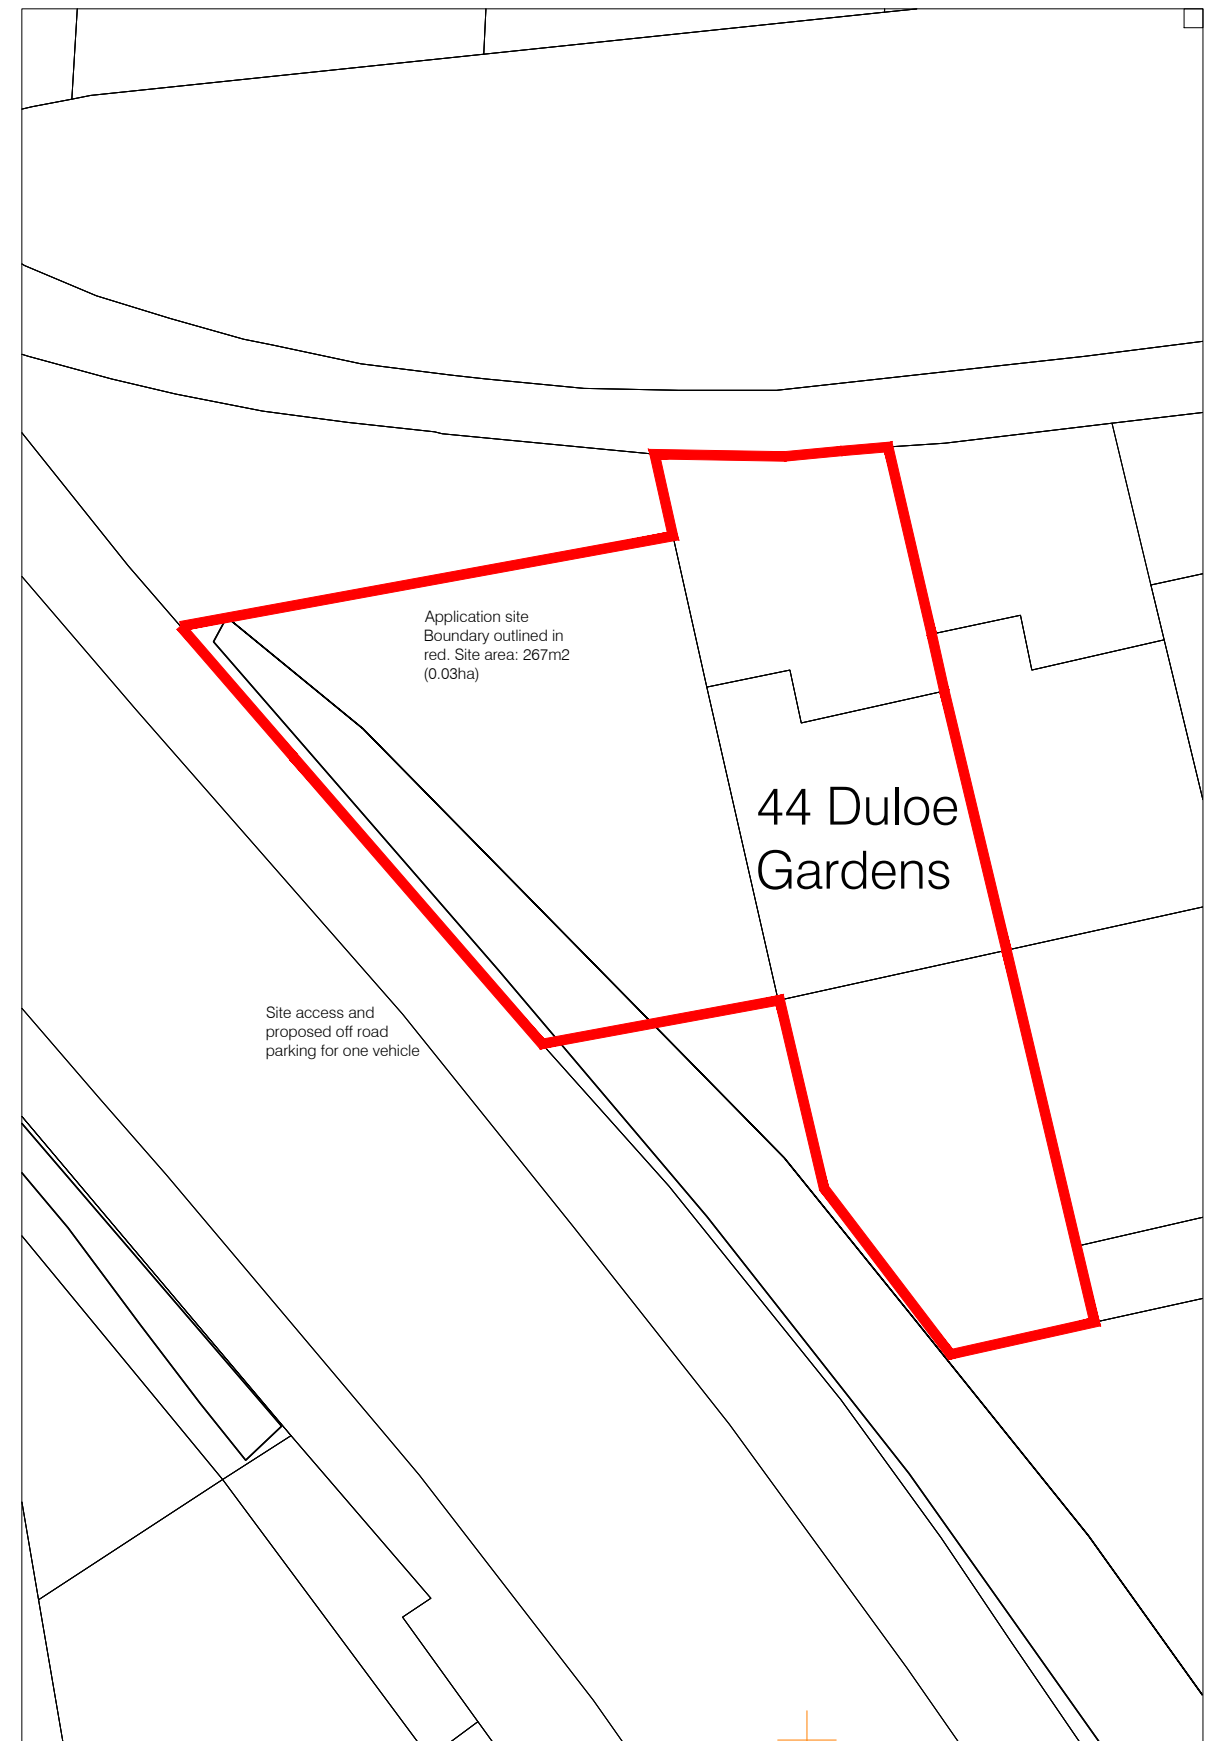 Application site
Boundary outlined in
red. Site area: 267m2
(0.03ha)
44 Duloe
Gardens
Site access and
proposed off road
parking for one vehicle